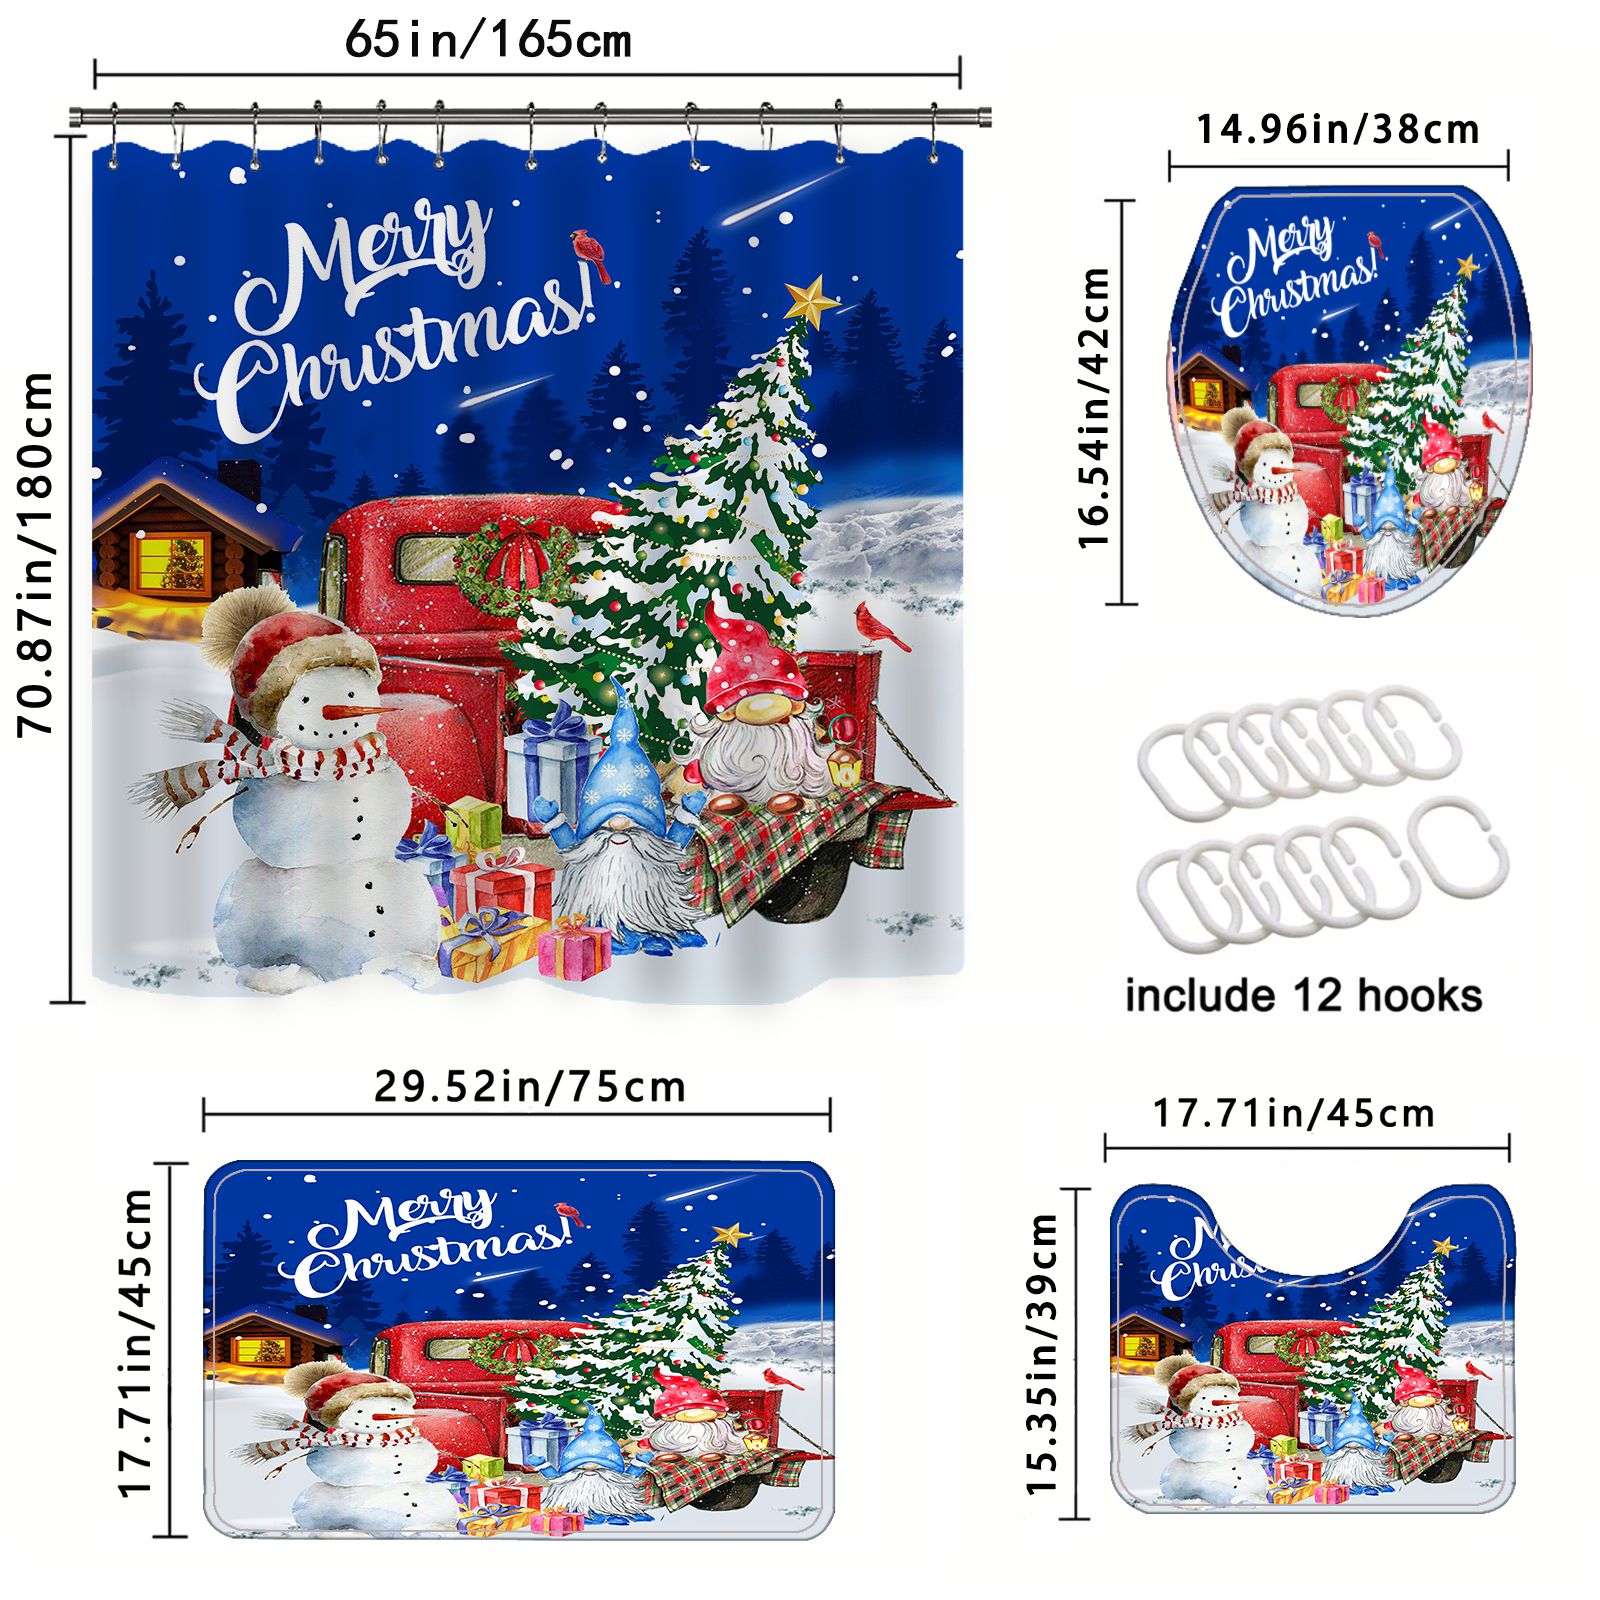 65in/165cm
70.87in/180cm
Merry
Christmas!
14.96in/38cm
16.54in/42cm
Merry
Christmas!
include 12 hooks
29.52in/75cm
17.71in/45cm
Merry
Christmas!
17.71in/45cm
15.35in/39cm
M
Chris